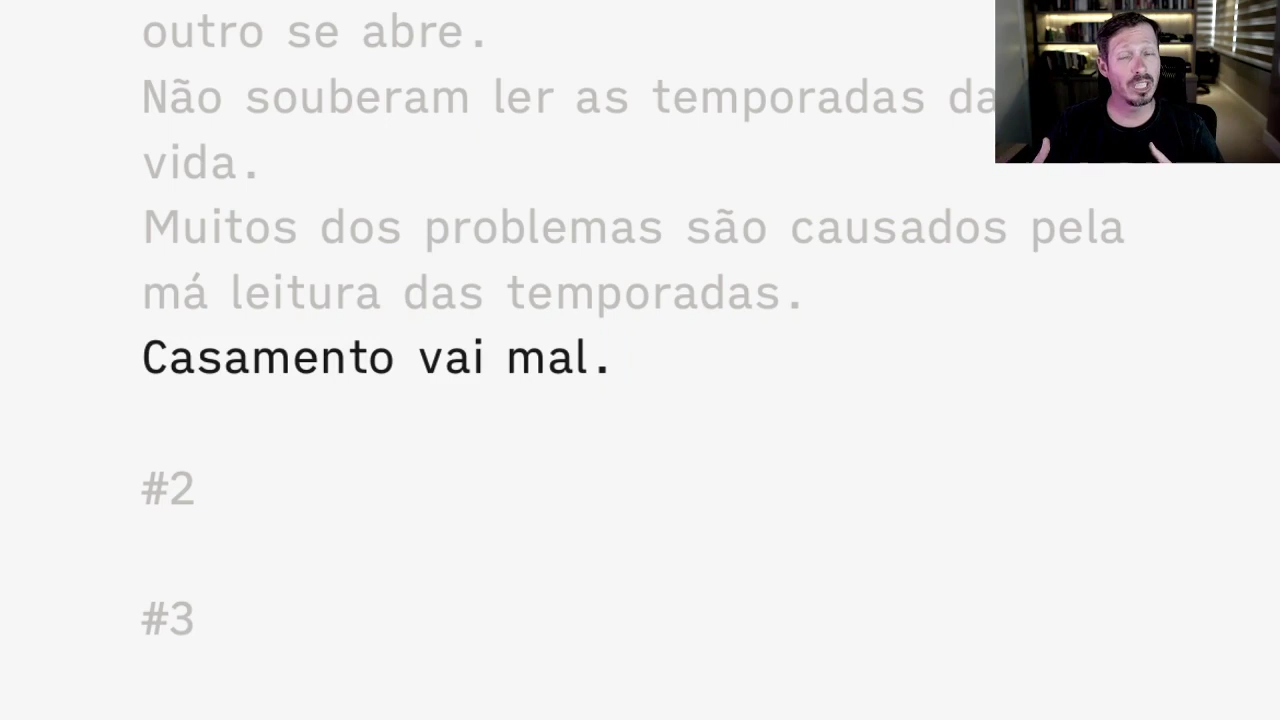 outro se abre.
Não souberam ler as temporadas da
vida.
Muitos dos problemas são causados pela
má leitura das temporadas.
Casamento vai mal.
#2
#3